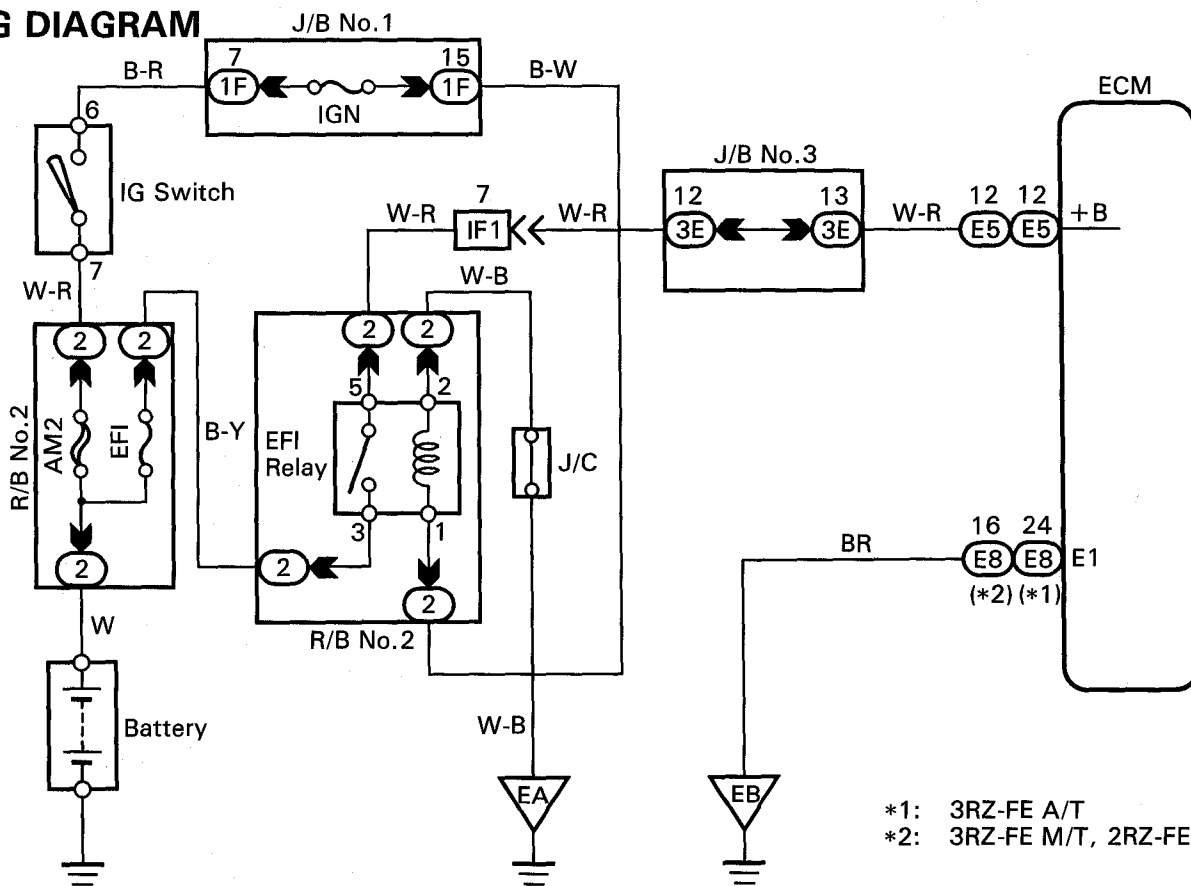 G DIAGRAM
J/B No.1
7
15
B-R
1F
1F
B-W
IGN
ECM
6
IG Switch
7
J/B No.3
7
12
13
12
12
W-R
IF1
W-R
3E
3E
W-R
E5
E5
+B
W-B
W-R
2
2
2
2
5
2
R/B No.2
AM2
EFI
B-Y
EFI
Relay
J/C
3
1
2
2
2
R/B No.2
16
24
BR
E8
E8
E1
(*2)
(*1)
W
Battery
W-B
EA
EB
*1: 3RZ-FE A/T
*2: 3RZ-FE M/T, 2RZ-FE